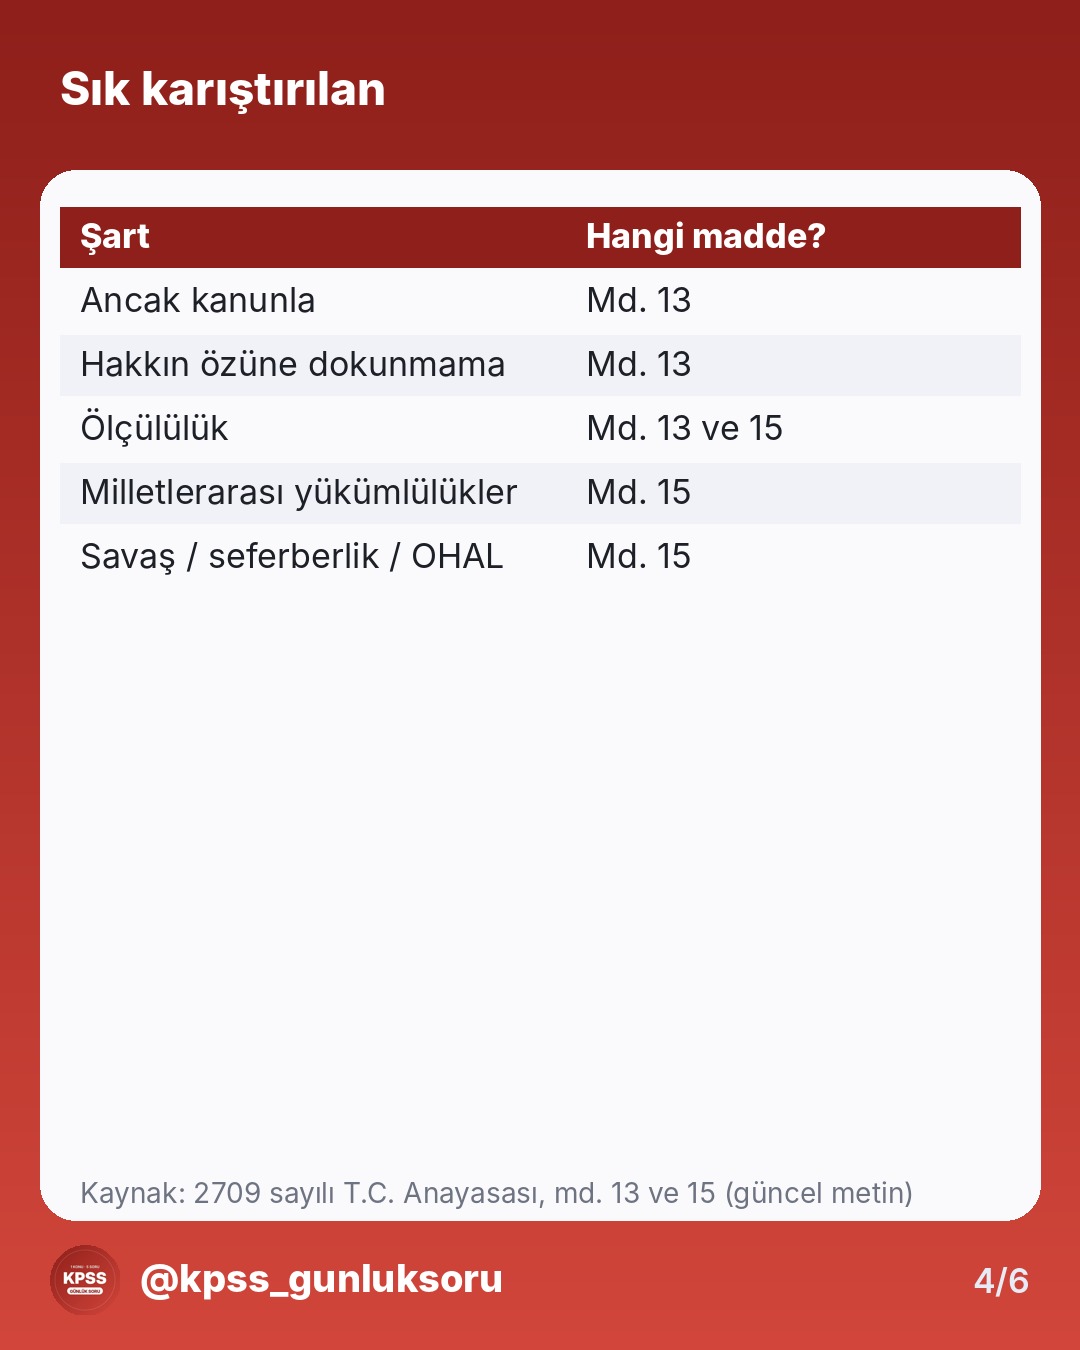 Sık karıştırılan
Şart Hangi madde?
Ancak kanunla Md. 13
Hakkın özüne dokunmama Md. 13
Ölçülülük Md. 13 ve 15
Milletlerarası yükümlülükler Md. 15
Savaş / seferberlik / OHAL Md. 15
Kaynak: 2709 sayılı T.C. Anayasası, md. 13 ve 15 (güncel metin)
KPSS
GÜNLÜK SORU
@kpss_gunluksoru
4/6